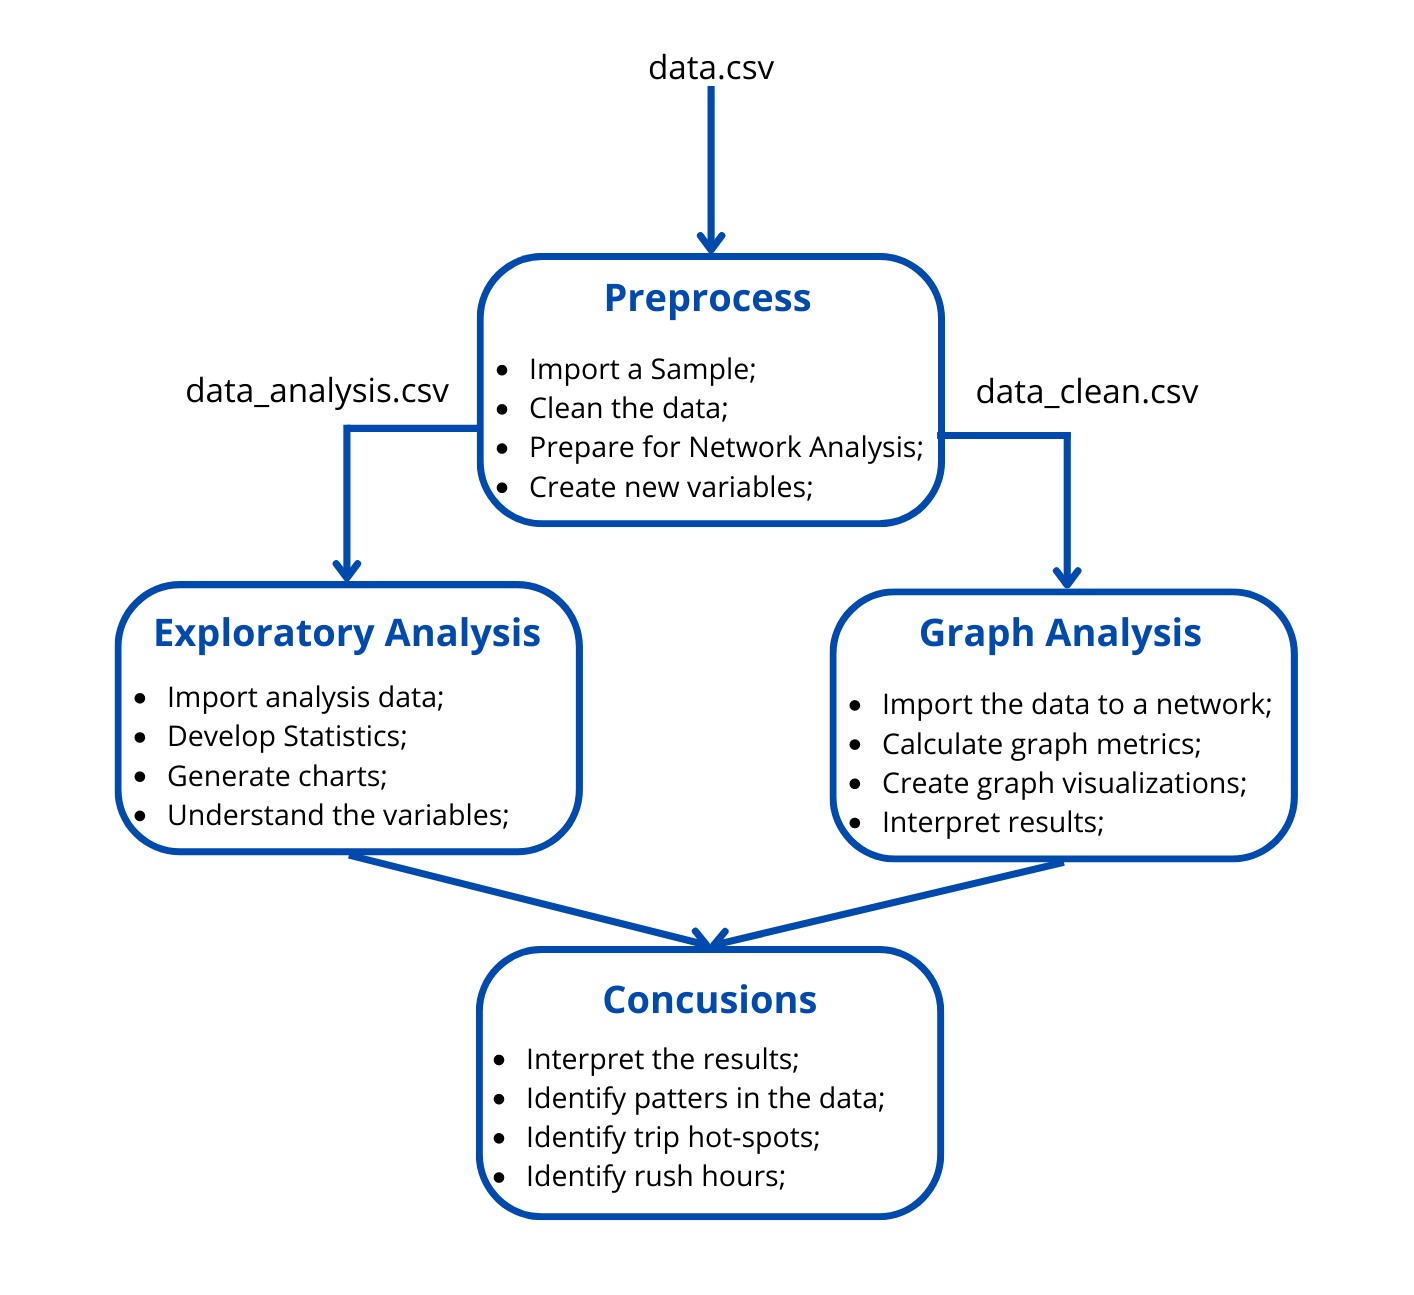 data.csv
Preprocess
• Import a Sample;
• Clean the data;
• Prepare for Network Analysis;
• Create new variables;
data_analysis.csv
data_clean.csv
Exploratory Analysis
• Import analysis data;
• Develop Statistics;
• Generate charts;
• Understand the variables;
Graph Analysis
• Import the data to a network;
• Calculate graph metrics;
• Create graph visualizations;
• Interpret results;
Concusions
• Interpret the results;
• Identify patters in the data;
• Identify trip hot-spots;
• Identify rush hours;